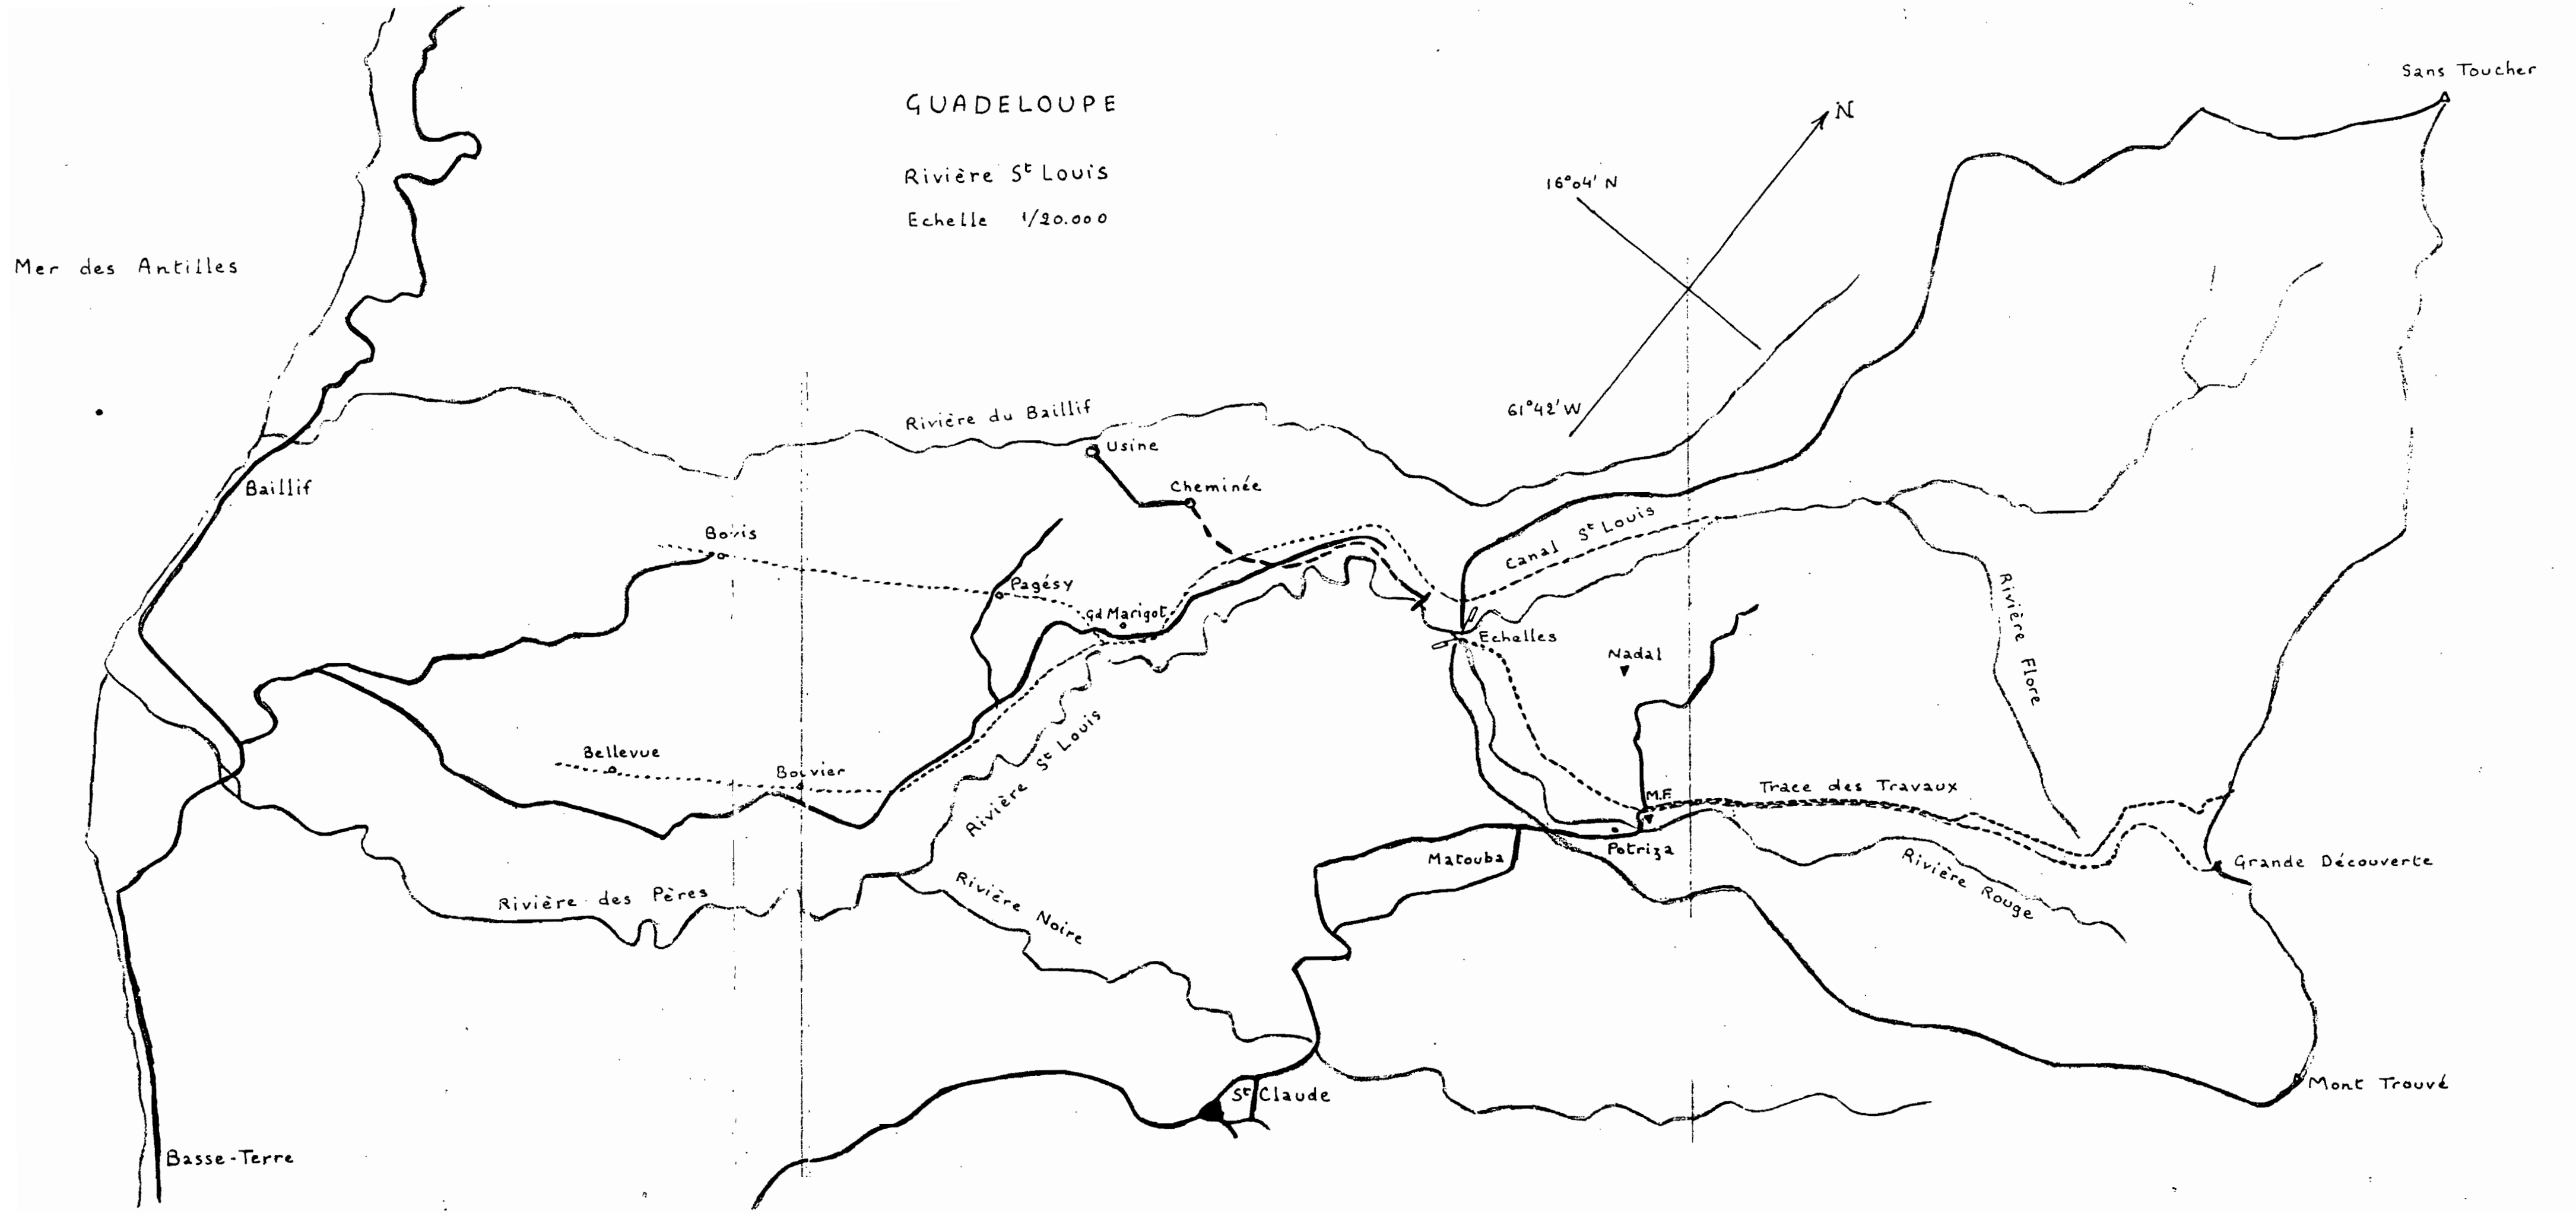 Sans Toucher
GUADELOUPE
N
Rivière St Louis
16°04' N
Echelle 1/20.000
Mer des Antilles
61°42' W
Rivière du Baillif
Usine
Baillif
Cheminée
Canal St Louis
Bovis
Pagésy
Rivière Flore
Gd Marigot
Echelles
Nadal
Bellevue
Bouvier
Rivière St Louis
M.F.
Trace des Travaux
Matouba
Potriza
Grande Découverte
Rivière Rouge
Rivière des Pères
Rivière Noire
Mont Trouvé
St Claude
Basse-Terre